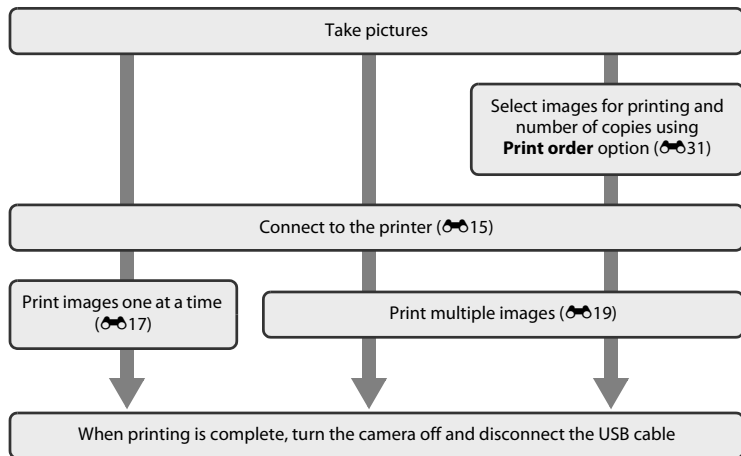 Take pictures
Select images for printing and
number of copies using
Print order option (31)
Connect to the printer (15)
Print images one at a time
(17)
Print multiple images (19)
When printing is complete, turn the camera off and disconnect the USB cable